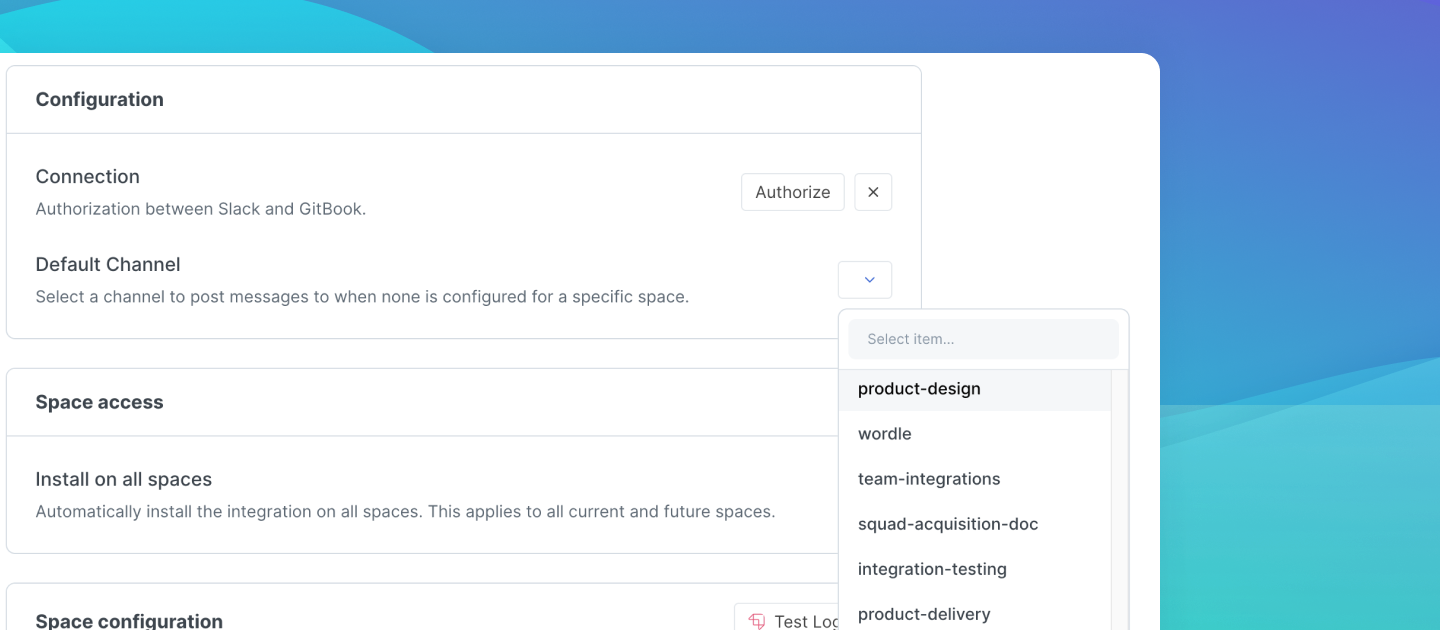 Configuration
Connection
Authorization between Slack and GitBook.
Authorize
Default Channel
Select a channel to post messages to when none is configured for a specific space.
Select item...
product-design
wordle
team-integrations
squad-acquisition-doc
integration-testing
product-delivery
Space access
Install on all spaces
Automatically install the integration on all spaces. This applies to all current and future spaces.
Space configuration
Test Log